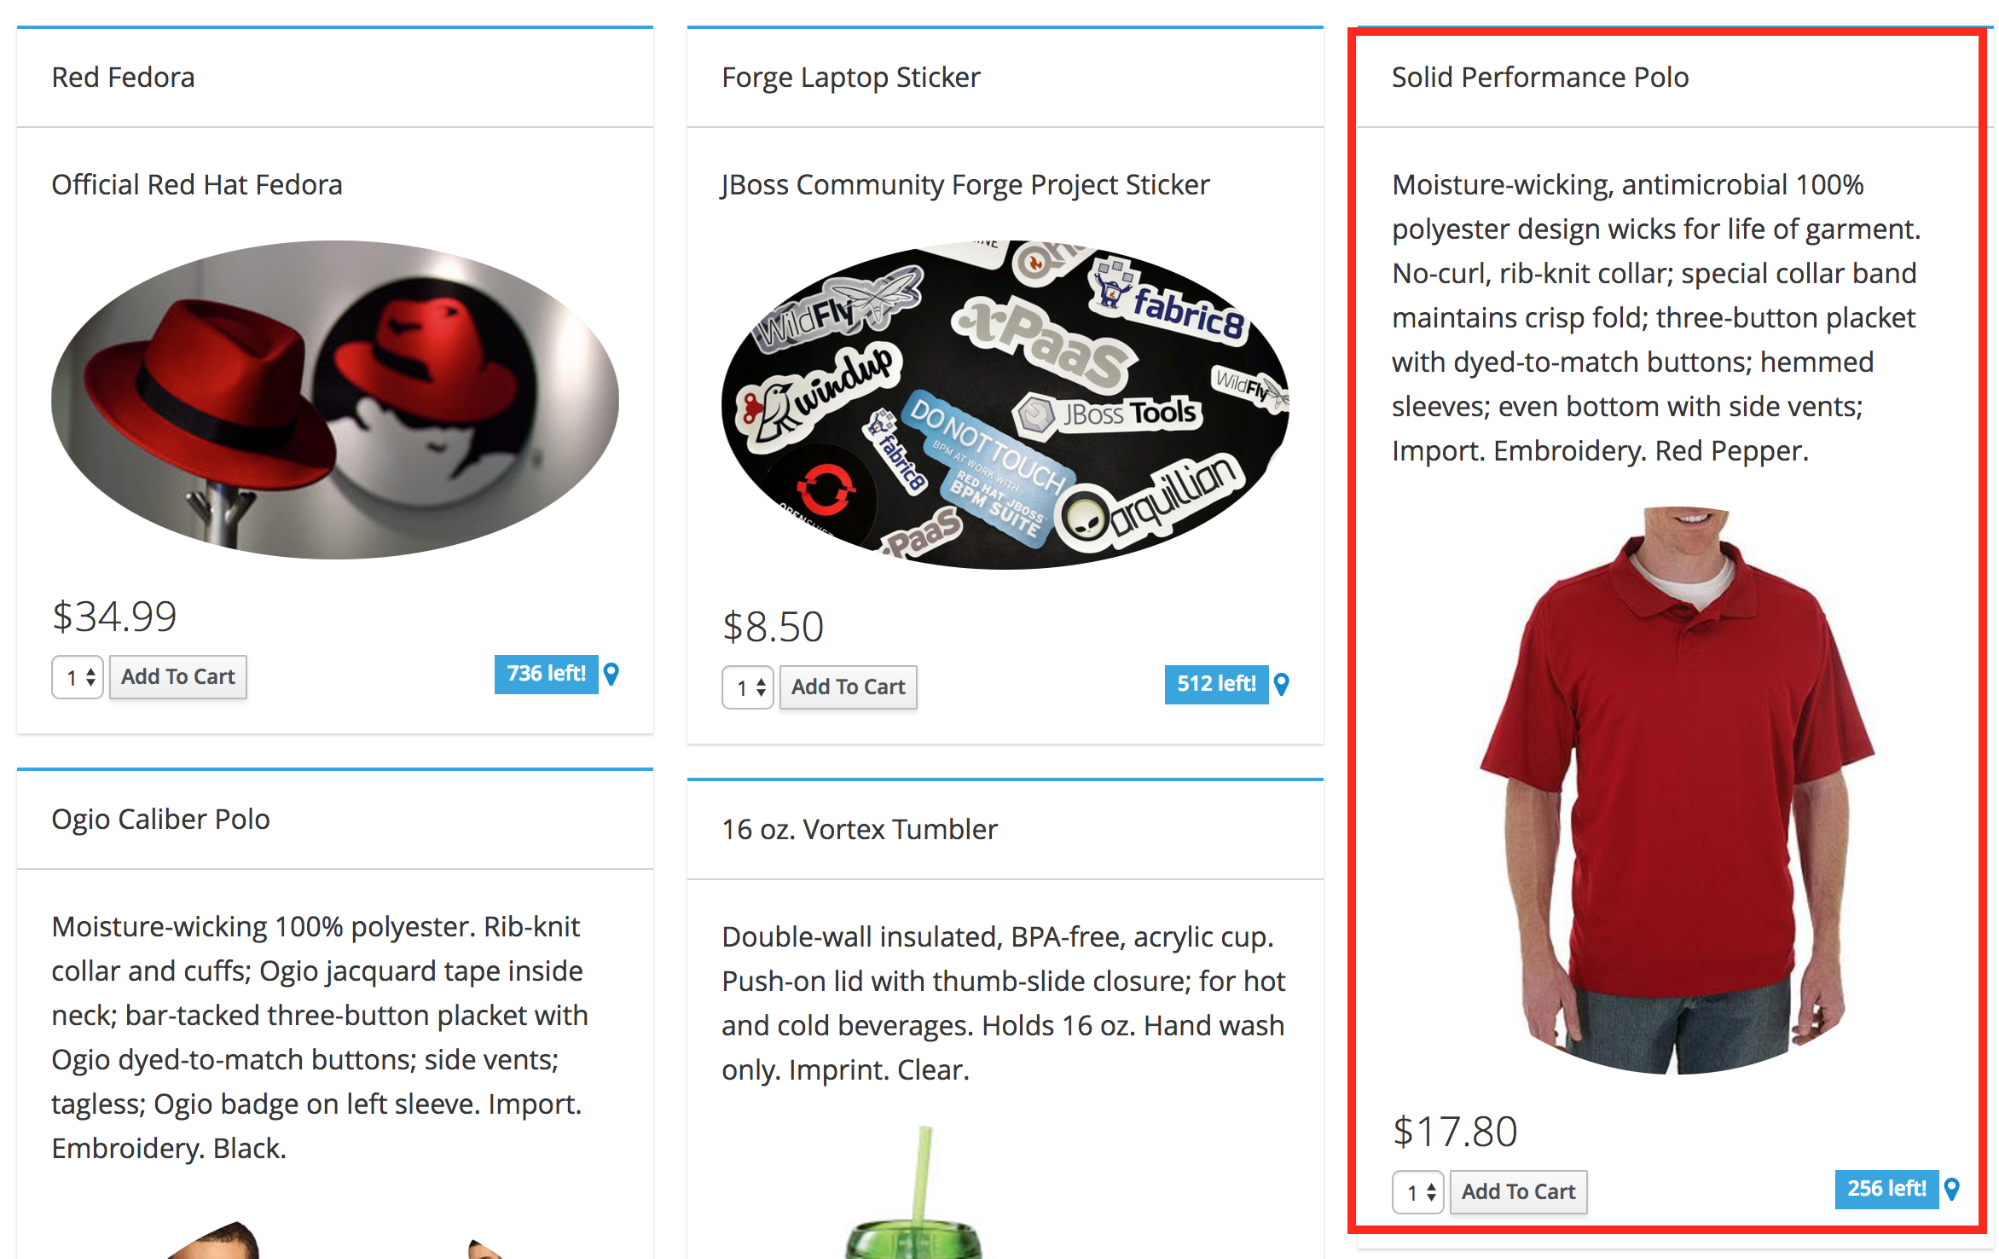 Red Fedora
Official Red Hat Fedora
$34.99
1
Add To Cart
736 left!
Forge Laptop Sticker
JBoss Community Forge Project Sticker
WildFly
fabric8
xPaaS
windup
WildFly
JBoss Tools
DO NOT TOUCH
BPM AT WORK WITH
RED HAT JBOSS
BPM SUITE
fabric8
arquillian
xPaaS
$8.50
1
Add To Cart
512 left!
Solid Performance Polo
Moisture-wicking, antimicrobial 100%
polyester design wicks for life of garment.
No-curl, rib-knit collar; special collar band
maintains crisp fold; three-button placket
with dyed-to-match buttons; hemmed
sleeves; even bottom with side vents;
Import. Embroidery. Red Pepper.
$17.80
1
Add To Cart
256 left!
Ogio Caliber Polo
Moisture-wicking 100% polyester. Rib-knit
collar and cuffs; Ogio jacquard tape inside
neck; bar-tacked three-button placket with
Ogio dyed-to-match buttons; side vents;
tagless; Ogio badge on left sleeve. Import.
Embroidery. Black.
16 oz. Vortex Tumbler
Double-wall insulated, BPA-free, acrylic cup.
Push-on lid with thumb-slide closure; for hot
and cold beverages. Holds 16 oz. Hand wash
only. Imprint. Clear.